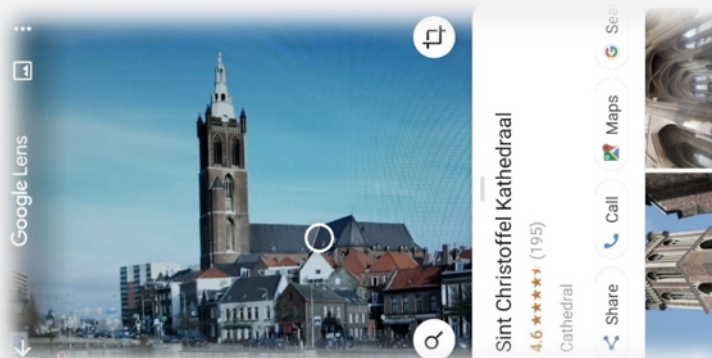 Google Lens
Sint Christoffel Kathedraal
4.6 (195)
Cathedral
Share
Call
Maps